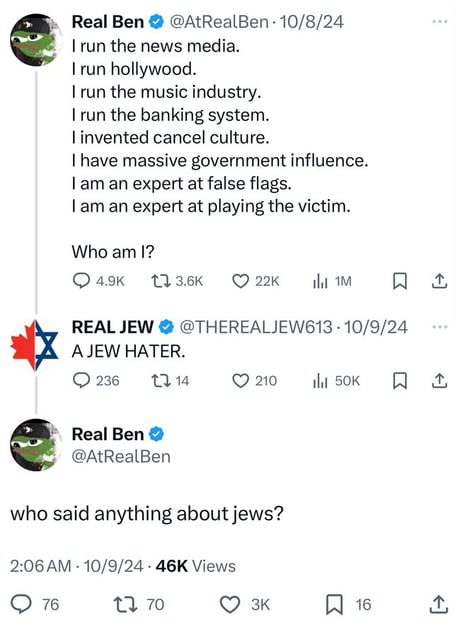 Real Ben @AtRealBen · 10/8/24
I run the news media.
I run hollywood.
I run the music industry.
I run the banking system.
I invented cancel culture.
I have massive government influence.
I am an expert at false flags.
I am an expert at playing the victim.
Who am I?
4.9K 3.6K 22K 1M
REAL JEW @THEREALJEW613 · 10/9/24
A JEW HATER.
236 14 210 50K
Real Ben
@AtRealBen
who said anything about jews?
2:06 AM · 10/9/24 · 46K Views
76 70 3K 16